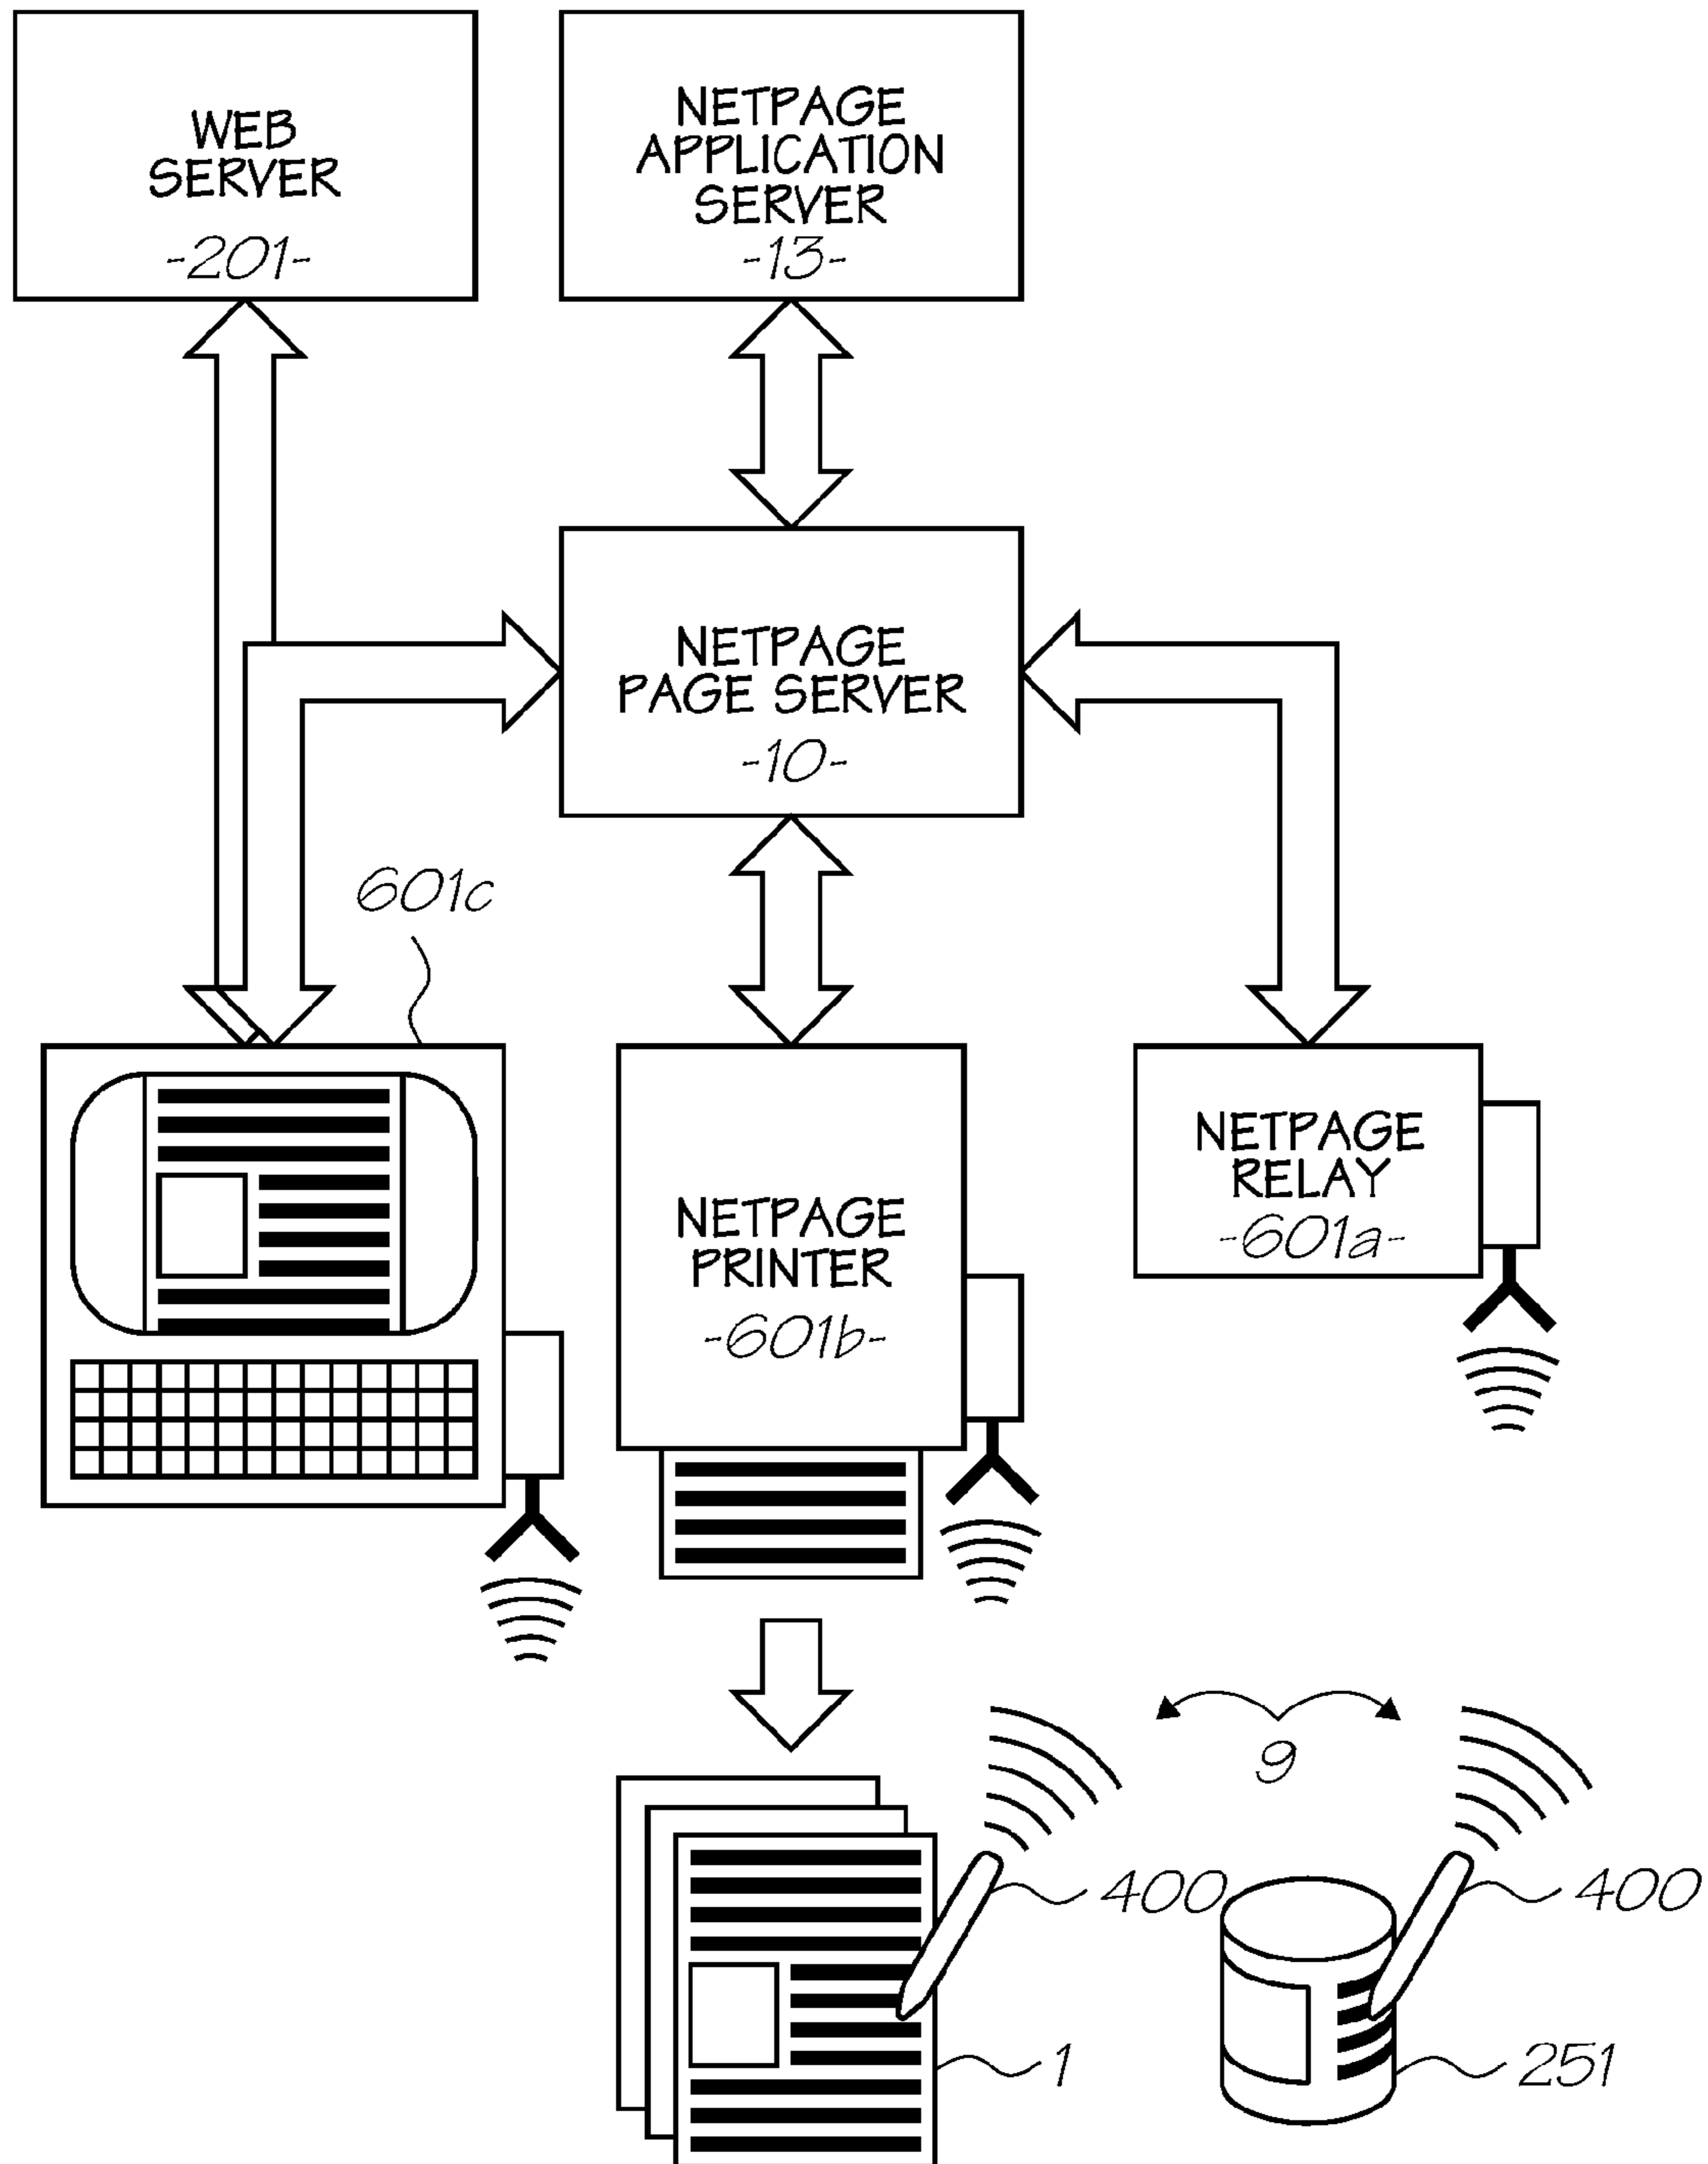 WEB
SERVER
-201-
NETPAGE
APPLICATION
SERVER
-13-
NETPAGE
PAGE SERVER
-10-
601c
NETPAGE
PRINTER
-601b-
NETPAGE
RELAY
-601a-
9
400
400
1
251